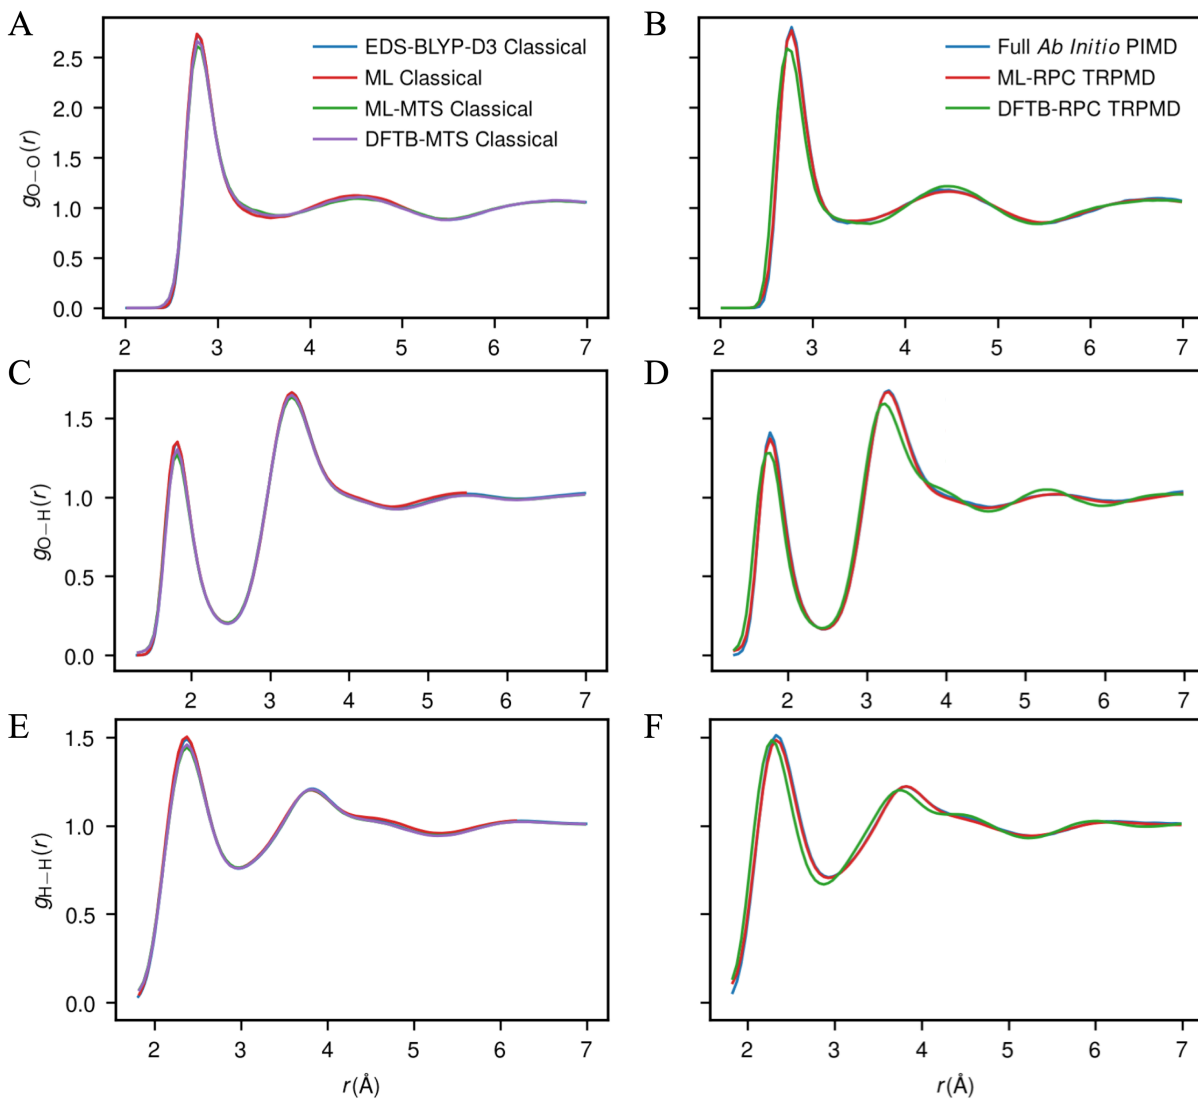 A
EDS-BLYP-D3 Classical
ML Classical
ML-MTS Classical
DFTB-MTS Classical
2.5
2.0
1.5
1.0
0.5
0.0
gO−O(r)
2 3 4 5 6 7
B
Full Ab Initio PIMD
ML-RPC TRPMD
DFTB-RPC TRPMD
2 3 4 5 6 7
C
1.5
1.0
0.5
0.0
gO−H(r)
2 3 4 5 6 7
D
2 3 4 5 6 7
E
1.5
1.0
0.5
0.0
gH−H(r)
2 3 4 5 6 7
r(Å)
F
2 3 4 5 6 7
r(Å)